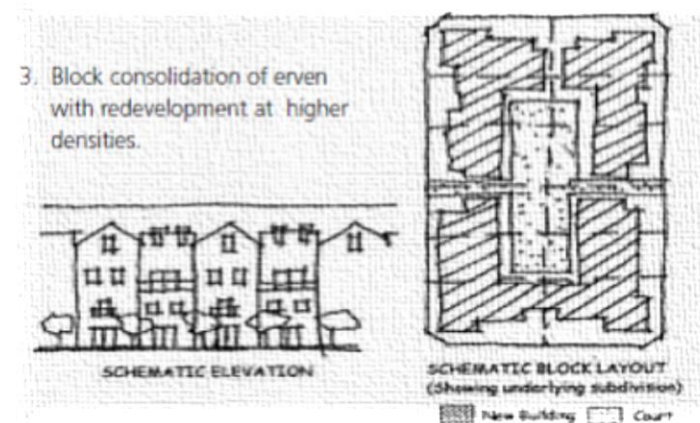 3. Block consolidation of erven
with redevelopment at higher
densities.
SCHEMATIC ELEVATION
SCHEMATIC BLOCK LAYOUT
(Showing underlying subdivision)
New Building Court